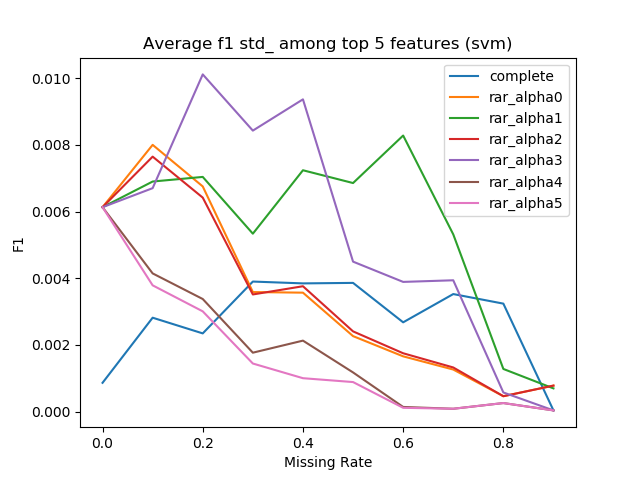 Average f1 std_ among top 5 features (svm)
0.010
0.008
0.006
0.004
0.002
0.000
F1
0.0
0.2
0.4
0.6
0.8
Missing Rate
complete
rar_alpha0
rar_alpha1
rar_alpha2
rar_alpha3
rar_alpha4
rar_alpha5